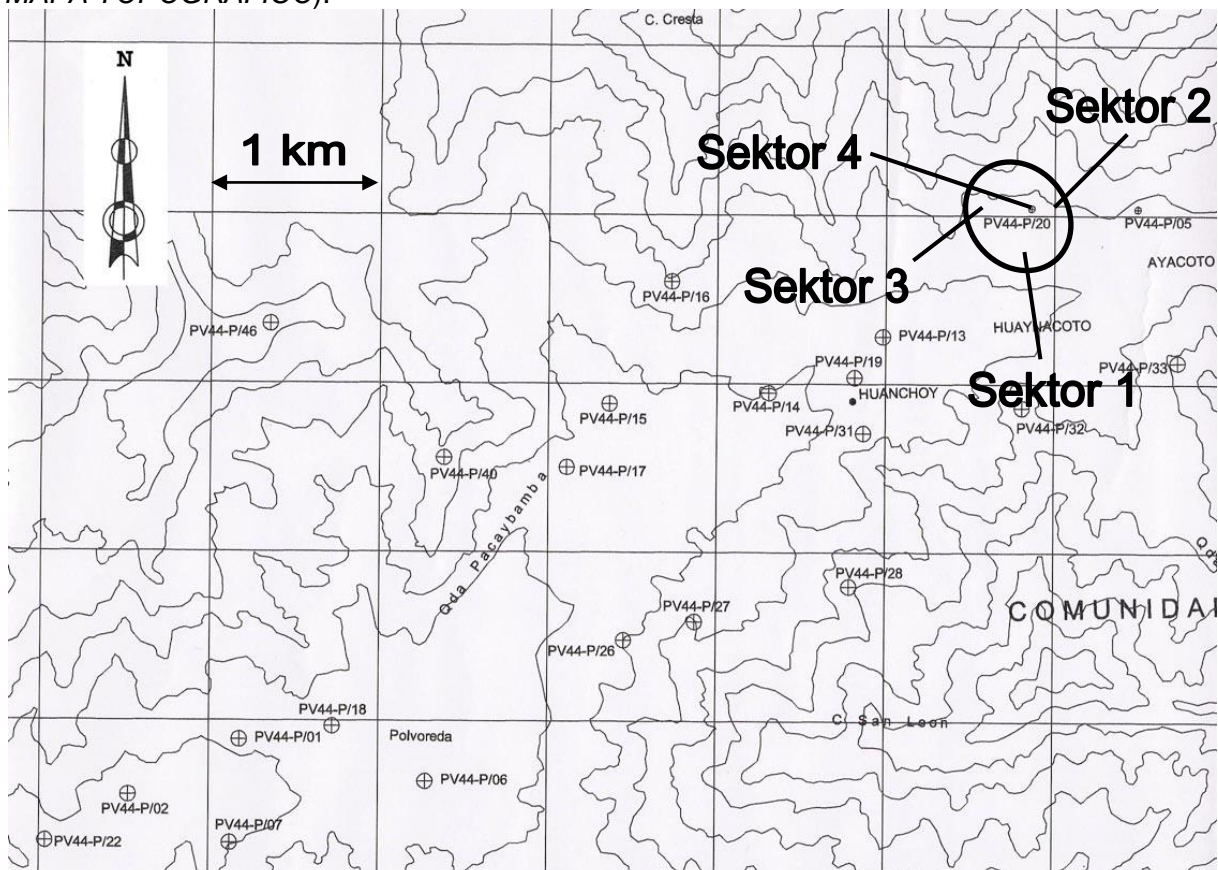 MAPA TOPOGRÁFICO).
C. Cresta
N
1 km
Sektor 2
Sektor 4
PV44-P/20
PV44-P/05
AYACOTO
Sektor 3
PV44-P/16
PV44-P/46
HUAYNACOTO
PV44-P/13
PV44-P/19
PV44-P/33
HUANCHOY
Sektor 1
PV44-P/14
PV44-P/15
PV44-P/31
PV44-P/32
PV44-P/40
PV44-P/17
Qda Pacaybamba
PV44-P/28
COMUNIDA
PV44-P/27
PV44-P/26
PV44-P/18
PV44-P/01
Polvoreda
C. San Leon
PV44-P/06
PV44-P/02
PV44-P/22
PV44-P/07